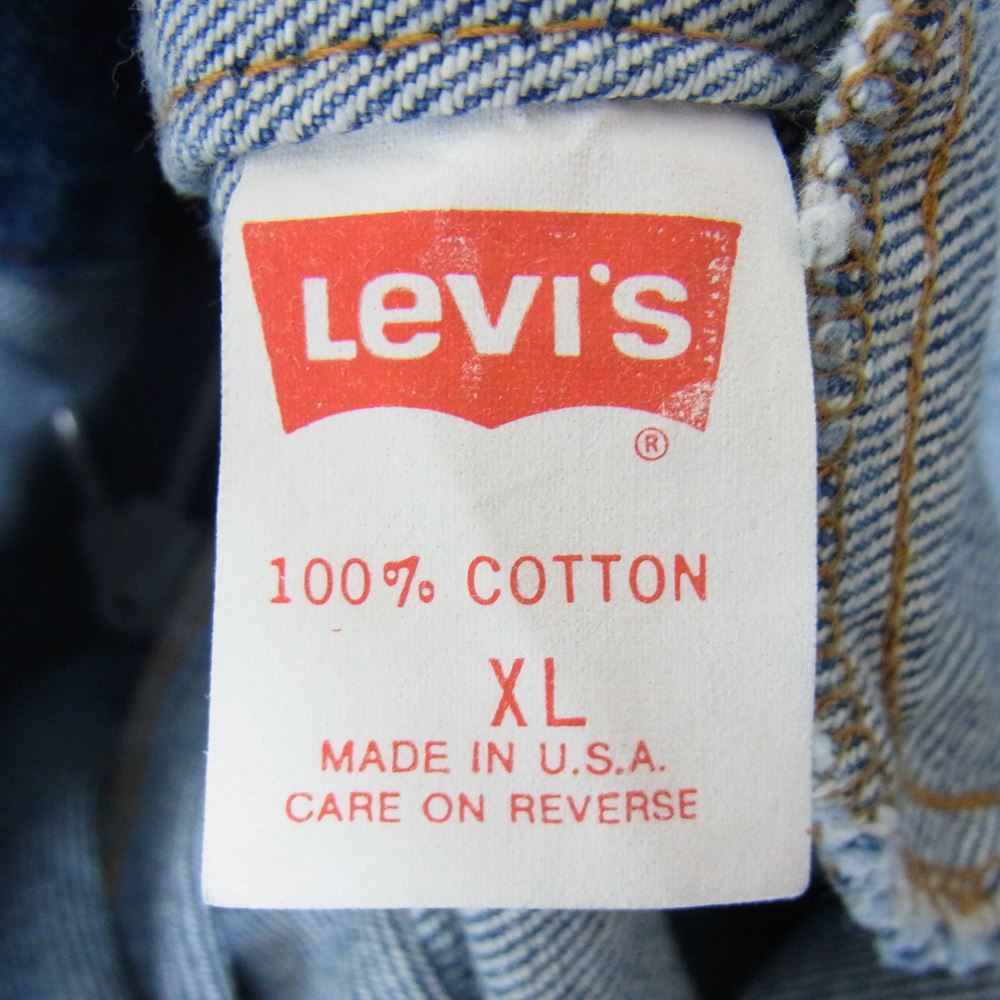 Levi's
®
100% COTTON
XL
MADE IN U.S.A.
CARE ON REVERSE